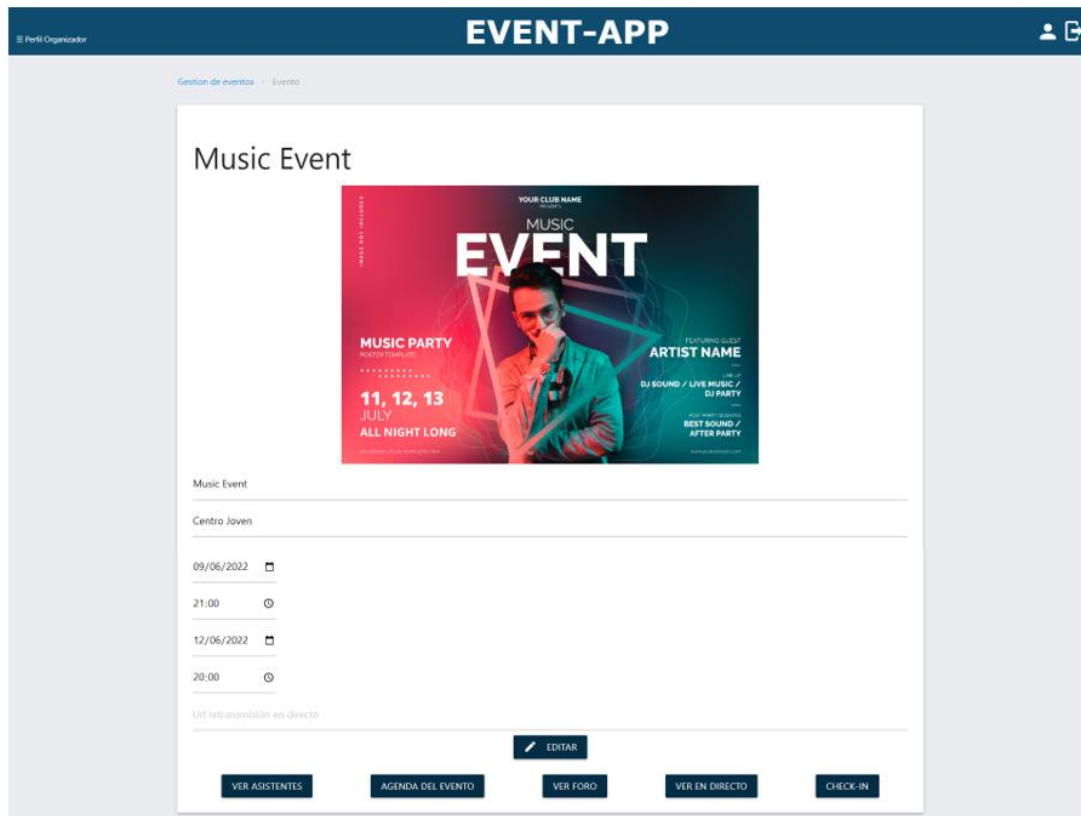 EVENT-APP
☰ Perfil Organizador
Gestion de eventos
Evento
Music Event
YOUR CLUB NAME
PRESENTS
MUSIC
EVENT
MUSIC PARTY
POSTER TEMPLATE
11, 12, 13
JULY
ALL NIGHT LONG
FEATURING GUEST
ARTIST NAME
LINE UP
DJ SOUND / LIVE MUSIC /
DJ PARTY
BEST SOUND /
AFTER PARTY
Music Event
Centro Joven
09/06/2022
21:00
12/06/2022
20:00
Url retransmisión en directo
EDITAR
VER ASISTENTES
AGENDA DEL EVENTO
VER FORO
VER EN DIRECTO
CHECK-IN